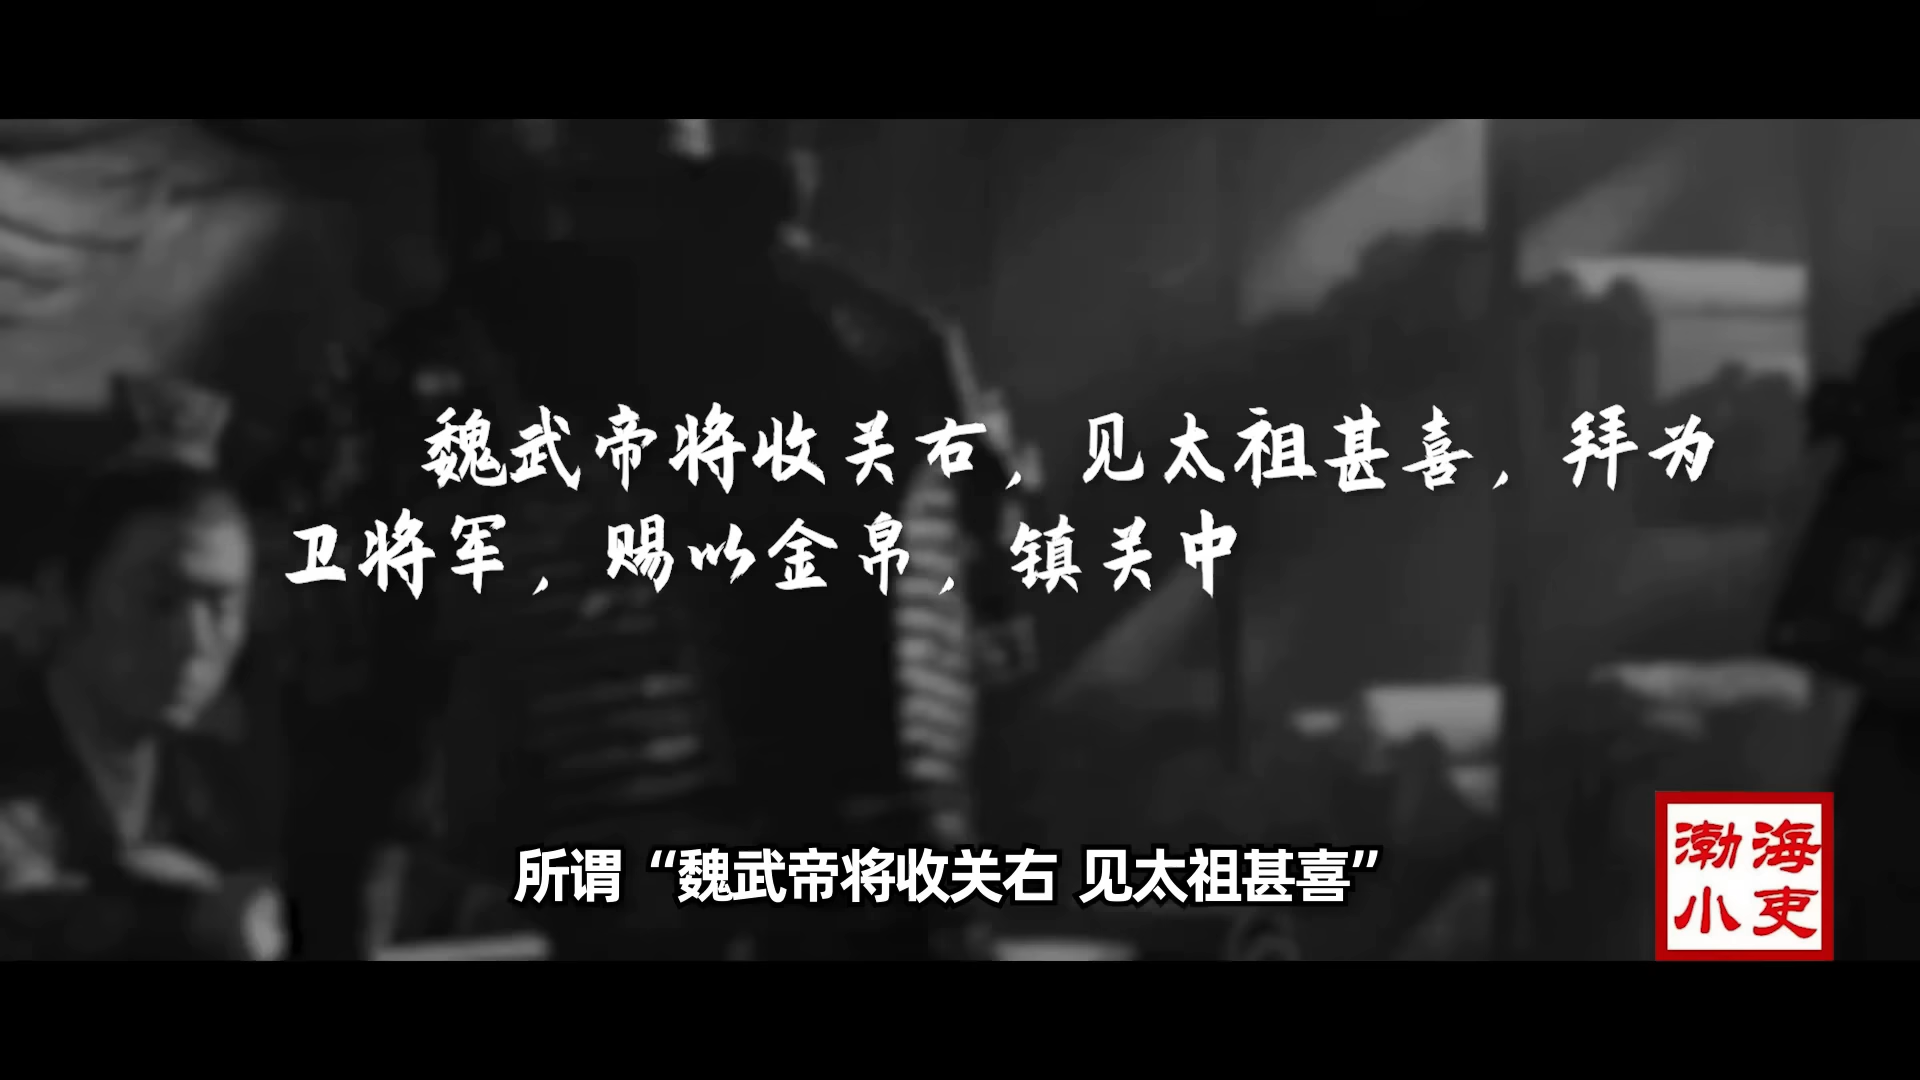 魏武帝将收关右，见太祖甚喜，拜为
卫将军，赐以金帛，镇关中
所谓“魏武帝将收关右 见太祖甚喜”
渤海
小吏